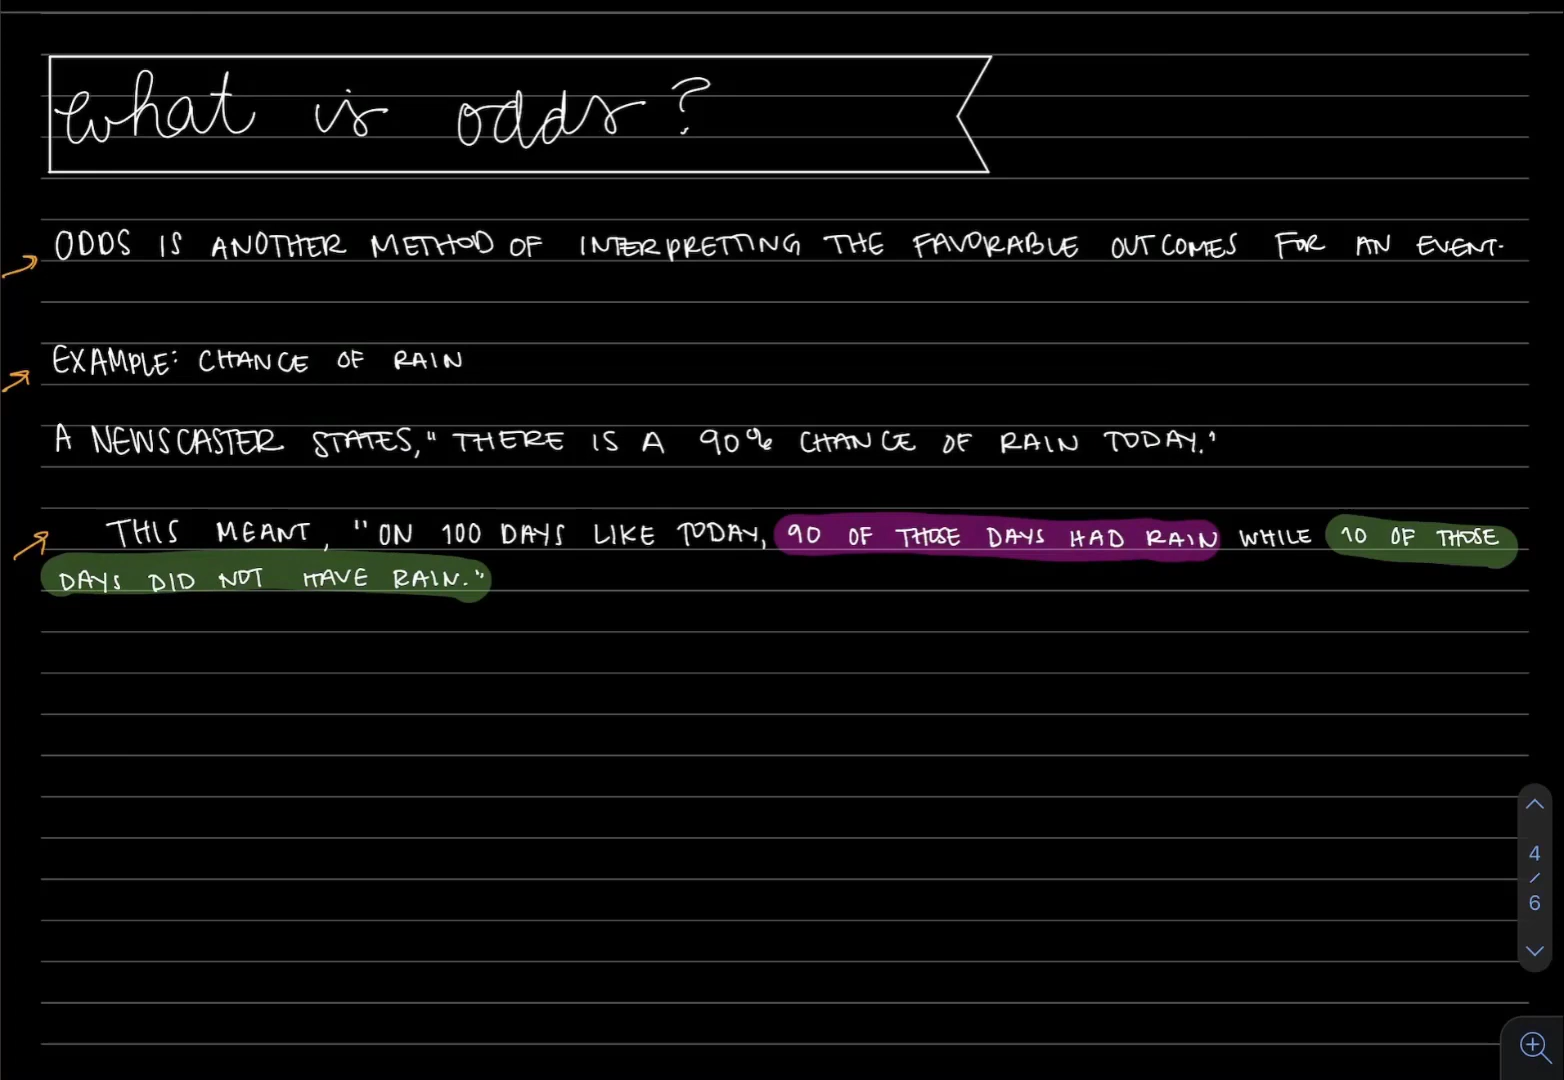 What is odds?
ODDS IS ANOTHER METHOD OF INTERPRETTING THE FAVORABLE OUTCOMES FOR AN EVENT.
EXAMPLE: CHANCE OF RAIN
A NEWSCASTER STATES, "THERE IS A 90% CHANCE OF RAIN TODAY."
THIS MEANT, "ON 100 DAYS LIKE TODAY, 90 OF THOSE DAYS HAD RAIN WHILE 10 OF THOSE
DAYS DID NOT HAVE RAIN."
4
/
6